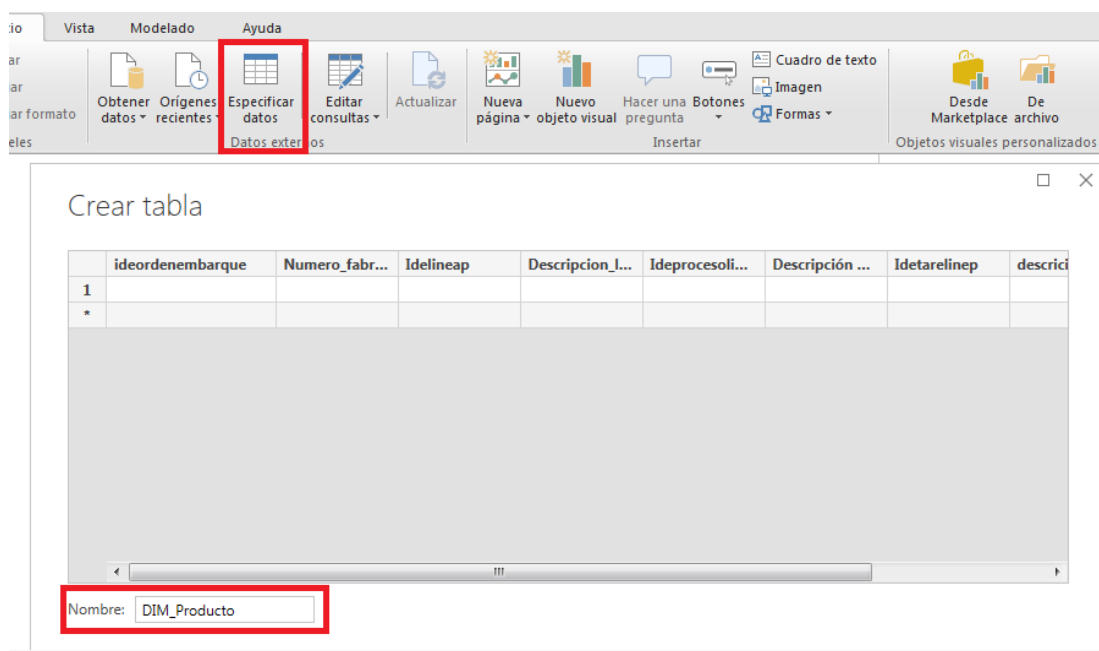 io Vista Modelado Ayuda
ar
ar
ar formato
Obtener datos
Orígenes recientes
Especificar datos
Editar consultas
Actualizar
Nueva página
Nuevo objeto visual
Hacer una pregunta
Botones
Cuadro de texto
Imagen
Formas
Desde Marketplace
De archivo
eles Datos externos Insertar Objetos visuales personalizados
Crear tabla
ideordenembarque Numero_fabr... Idelineap Descripcion_l... Ideprocesoli... Descripción ... Idetarelinep descrici
1
*
Nombre: DIM_Producto